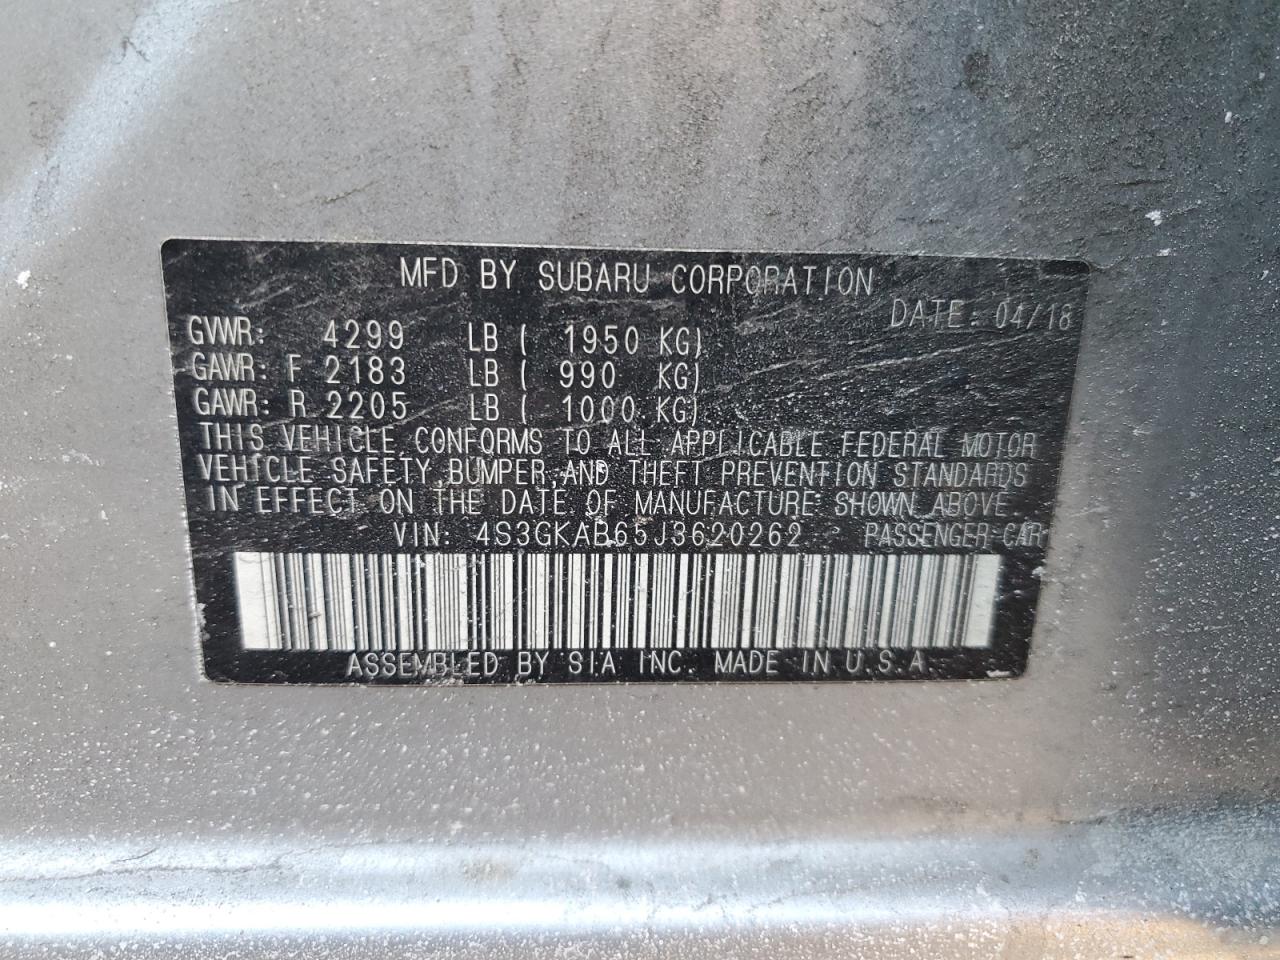 MFD BY SUBARU CORPORATION
DATE: 04/18
GVWR: 4299 LB ( 1950 KG)
GAWR: F 2183 LB ( 990 KG)
GAWR: R 2205 LB ( 1000 KG)
THIS VEHICLE CONFORMS TO ALL APPLICABLE FEDERAL MOTOR
VEHICLE SAFETY, BUMPER, AND THEFT PREVENTION STANDARDS
IN EFFECT ON THE DATE OF MANUFACTURE SHOWN ABOVE.
VIN: 4S3GKAB65J3620262 PASSENGER CAR
ASSEMBLED BY SIA INC. MADE IN U.S.A.